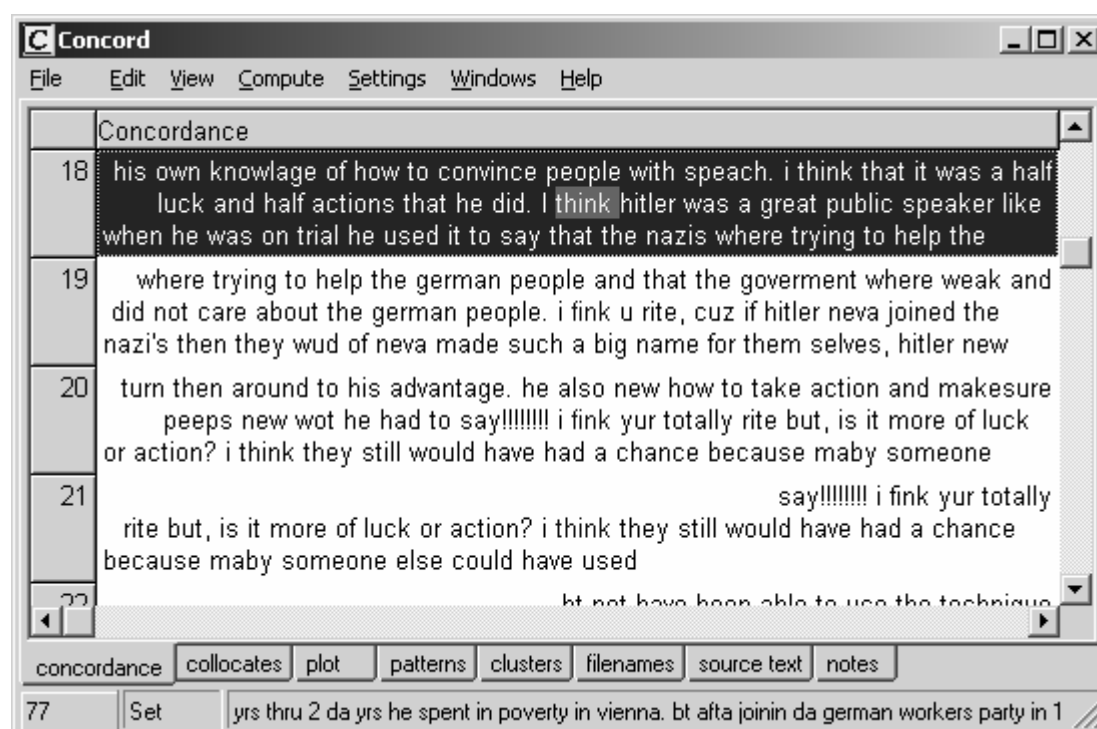 Concord
File Edit View Compute Settings Windows Help
Concordance
18 his own knowlage of how to convince people with speach. i think that it was a half
luck and half actions that he did. I think hitler was a great public speaker like
when he was on trial he used it to say that the nazis where trying to help the
19 where trying to help the german people and that the goverment where weak and
did not care about the german people. i fink u rite, cuz if hitler neva joined the
nazi's then they wud of neva made such a big name for them selves, hitler new
20 turn then around to his advantage. he also new how to take action and makesure
peeps new wot he had to say!!!!!!!! i fink yur totally rite but, is it more of luck
or action? i think they still would have had a chance because maby someone
21 say!!!!!!!! i fink yur totally
rite but, is it more of luck or action? i think they still would have had a chance
because maby someone else could have used
22 bt not have been able to use the technique
concordance collocates plot patterns clusters filenames source text notes
77 Set yrs thru 2 da yrs he spent in poverty in vienna. bt afta joinin da german workers party in 1